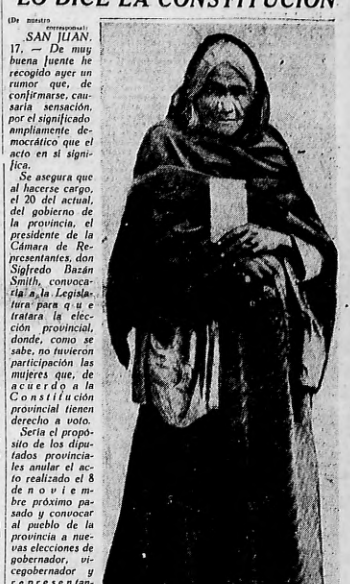 LO DICE LA CONSTITUCION
(De nuestro
corresponsal)
SAN JUAN,
17, — De muy
buena fuente he
recogido ayer un
rumor que, de
confirmarse, cau-
saría sensación,
por el significado
ampliamente de-
mocrático que el
acto en sí signi-
fica.
Se asegura que
al hacerse cargo,
el 20 del actual,
del gobierno de
la provincia, el
presidente de la
Cámara de Re-
presentantes, don
Sigfredo Bazán
Smith, convoca-
ría a la Legisla-
tura para que
tratara la elec-
ción provincial,
donde, como se
sabe, no tuvieron
participación las
mujeres que, de
acuerdo a la
Constitución
provincial tienen
derecho a voto.
Sería el propó-
sito de los dipu-
tados provincia-
les anular el ac-
to realizado el 8
de noviem-
bre próximo pa-
sado y convocar
al pueblo de la
provincia a nue-
vas elecciones de
gobernador, vi-
cegobernador y
representan-